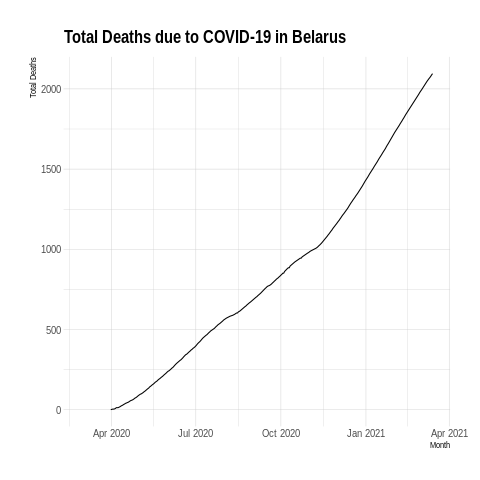 Total Deaths due to COVID-19 in Belarus
Total Deaths
2000
1500
1000
500
0
Apr 2020 Jul 2020 Oct 2020 Jan 2021 Apr 2021
Month